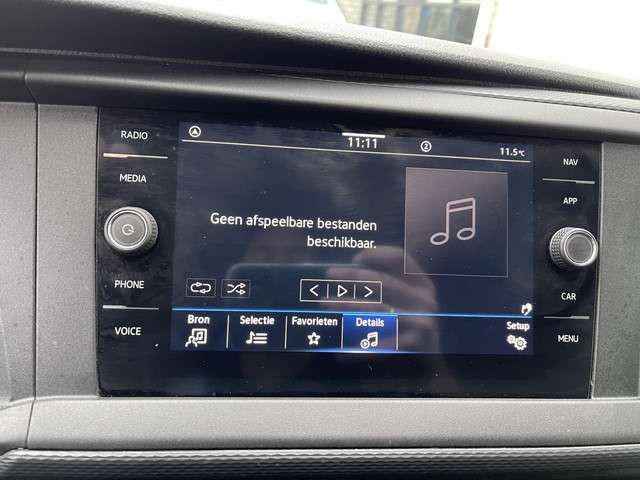 RADIO
MEDIA
PHONE
VOICE
11:11
2
11.5°C
Geen afspeelbare bestanden
beschikbaar.
Bron
Selectie
Favorieten
Details
Setup
NAV
APP
CAR
MENU